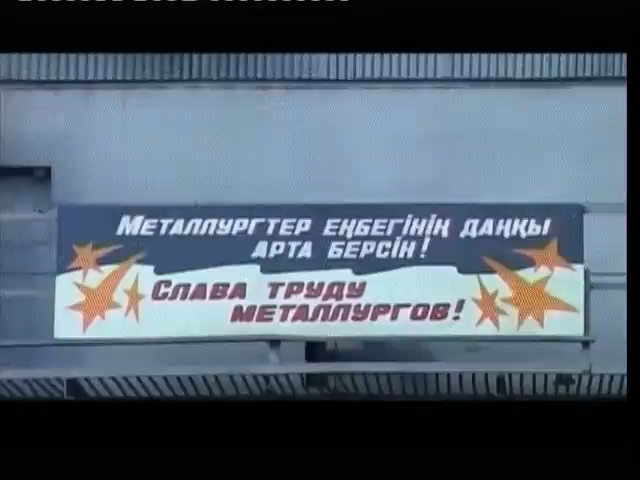 Металлургтер еңбегінің даңқы
арта берсін!
Слава труду
металлургов!